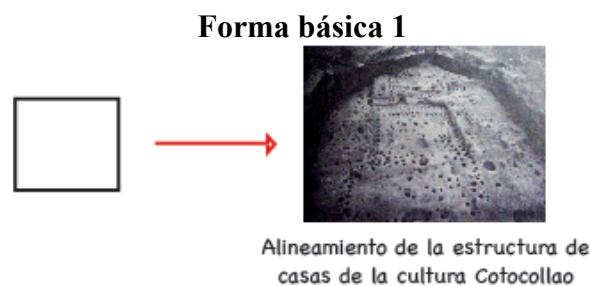 Forma básica 1
Alineamiento de la estructura de
casas de la cultura Cotocollao